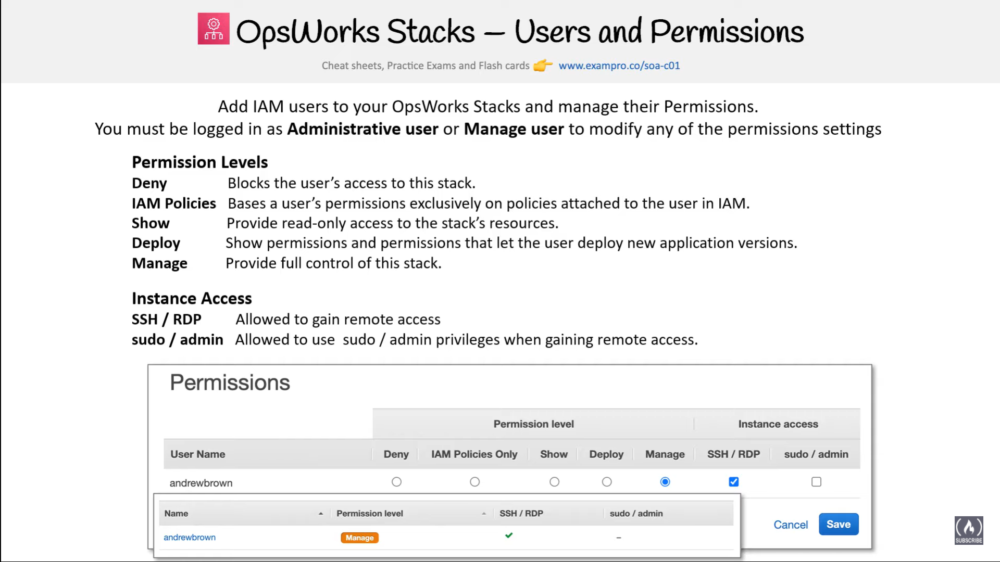 OpsWorks Stacks – Users and Permissions
Cheat sheets, Practice Exams and Flash cards 👉 www.exampro.co/soa-c01
Add IAM users to your OpsWorks Stacks and manage their Permissions.
You must be logged in as Administrative user or Manage user to modify any of the permissions settings
Permission Levels
Deny Blocks the user’s access to this stack.
IAM Policies Bases a user’s permissions exclusively on policies attached to the user in IAM.
Show Provide read-only access to the stack’s resources.
Deploy Show permissions and permissions that let the user deploy new application versions.
Manage Provide full control of this stack.
Instance Access
SSH / RDP Allowed to gain remote access
sudo / admin Allowed to use sudo / admin privileges when gaining remote access.
Permissions
Permission level Instance access
User Name Deny IAM Policies Only Show Deploy Manage SSH / RDP sudo / admin
andrewbrown
Name Permission level SSH / RDP sudo / admin
andrewbrown Manage –
Cancel Save
SUBSCRIBE